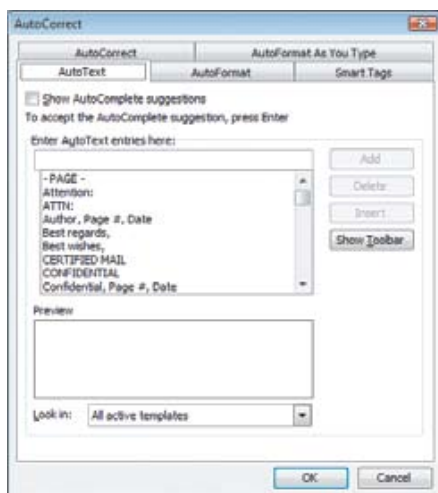 AutoCorrect
AutoCorrect AutoFormat As You Type
AutoText AutoFormat Smart Tags
Show AutoComplete suggestions
To accept the AutoComplete suggestion, press Enter
Enter AutoText entries here:
Add
- PAGE -
Attention:
Delete
ATTN:
Author, Page #, Date
Insert
Best regards,
Best wishes,
Show Toolbar
CERTIFIED MAIL
CONFIDENTIAL
Confidential, Page #, Date
Preview
Look in: All active templates
OK Cancel